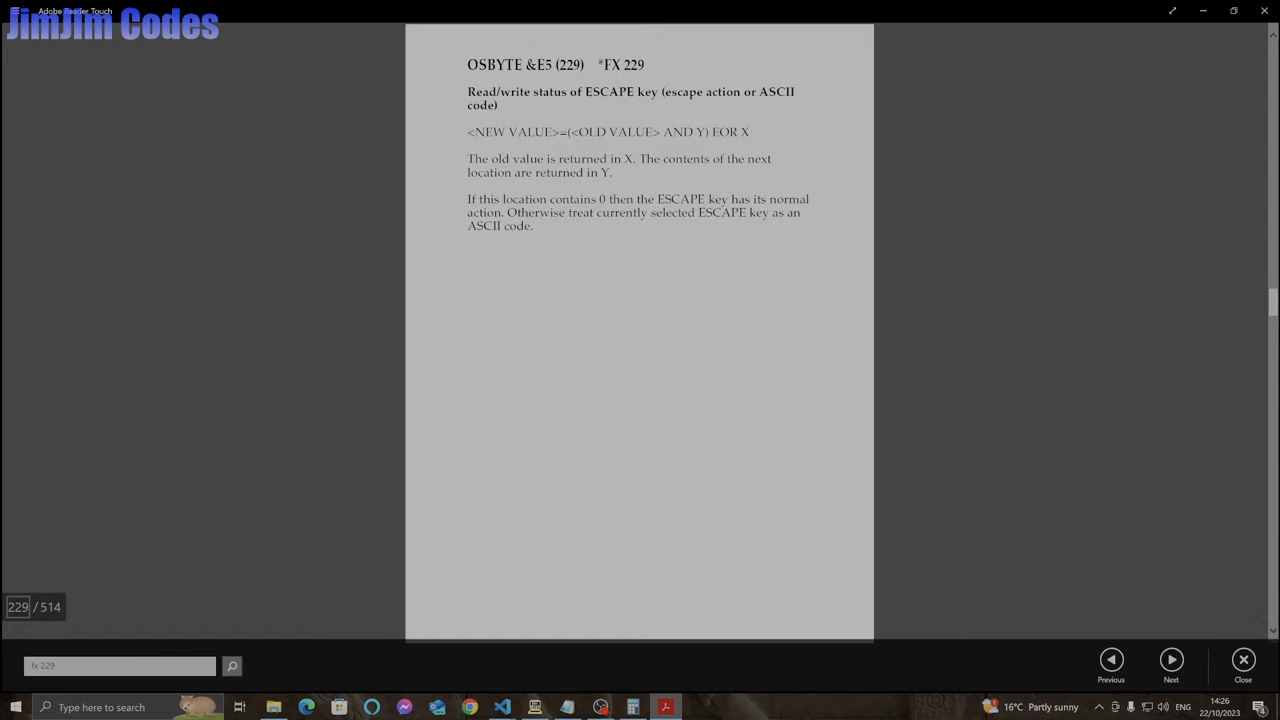 Adobe Reader Touch
JimJim Codes
OSBYTE &E5 (229) *FX 229
Read/write status of ESCAPE key (escape action or ASCII
code)
<NEW VALUE>=(<OLD VALUE> AND Y) EOR X
The old value is returned in X. The contents of the next
location are returned in Y.
If this location contains 0 then the ESCAPE key has its normal
action. Otherwise treat currently selected ESCAPE key as an
ASCII code.
229 / 514
fx 229
Previous
Next
Close
Type here to search
16°C Partly sunny
ENG
14:26
22/10/2023